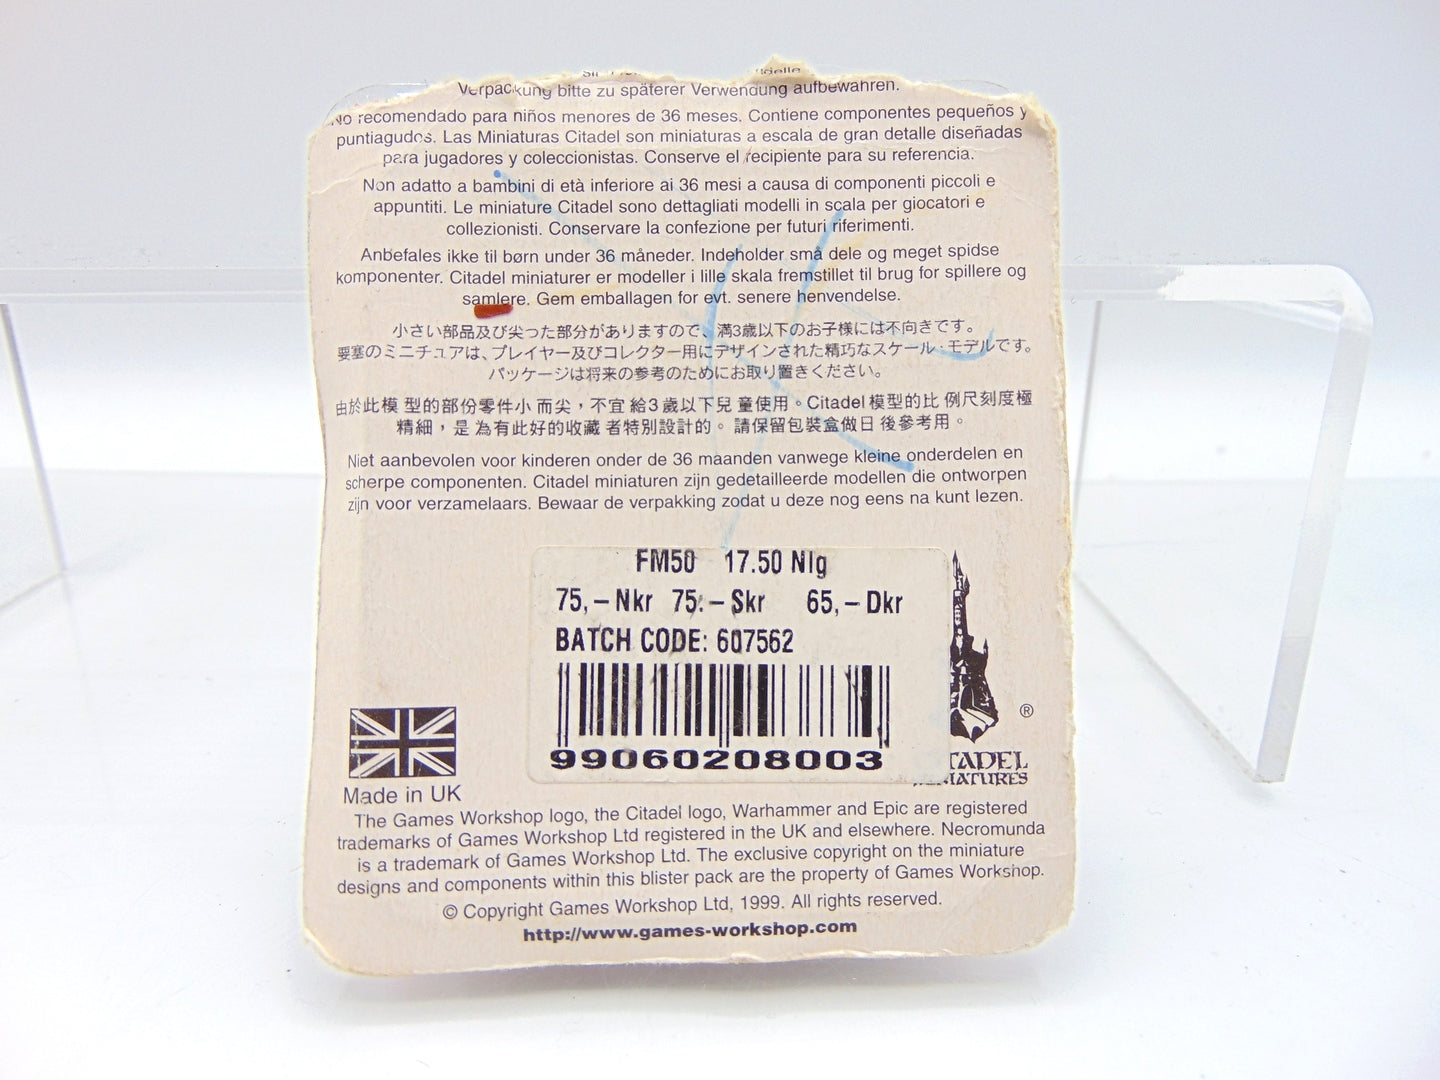 Verpackung bitte zu späterer Verwendung aufbewahren.
No recomendado para niños menores de 36 meses. Contiene componentes pequeños y
puntiagudos. Las Miniaturas Citadel son miniaturas a escala de gran detalle diseñadas
para jugadores y coleccionistas. Conserve el recipiente para su referencia.
Non adatto a bambini di età inferiore ai 36 mesi a causa di componenti piccoli e
appuntiti. Le miniature Citadel sono dettagliati modelli in scala per giocatori e
collezionisti. Conservare la confezione per futuri riferimenti.
Anbefales ikke til børn under 36 måneder. Indeholder små dele og meget spidse
komponenter. Citadel miniaturer er modeller i lille skala fremstillet til brug for spillere og
samlere. Gem emballagen for evt. senere henvendelse.
小さい部品及び尖った部分がありますので、満3歳以下のお子様には不向きです。
要塞のミニチュアは、プレイヤー及びコレクター用にデザインされた精巧なスケール・モデルです。
パッケージは将来の参考のためにお取り置きください。
由於此模型的部份零件小而尖，不宜給3歲以下兒童使用。Citadel模型的比例尺刻度極
精細，是為有此好的收藏者特別設計的。請保留包裝盒做日後參考用。
Niet aanbevolen voor kinderen onder de 36 maanden vanwege kleine onderdelen en
scherpe componenten. Citadel miniaturen zijn gedetailleerde modellen die ontworpen
zijn voor verzamelaars. Bewaar de verpakking zodat u deze nog eens na kunt lezen.
FM50 17.50 Nlg
75,–Nkr 75:–Skr 65,–Dkr
BATCH CODE: 607562
99060208003
®
TADEL
MINIATURES
Made in UK
The Games Workshop logo, the Citadel logo, Warhammer and Epic are registered
trademarks of Games Workshop Ltd registered in the UK and elsewhere. Necromunda
is a trademark of Games Workshop Ltd. The exclusive copyright on the miniature
designs and components within this blister pack are the property of Games Workshop.
© Copyright Games Workshop Ltd, 1999. All rights reserved.
http://www.games-workshop.com